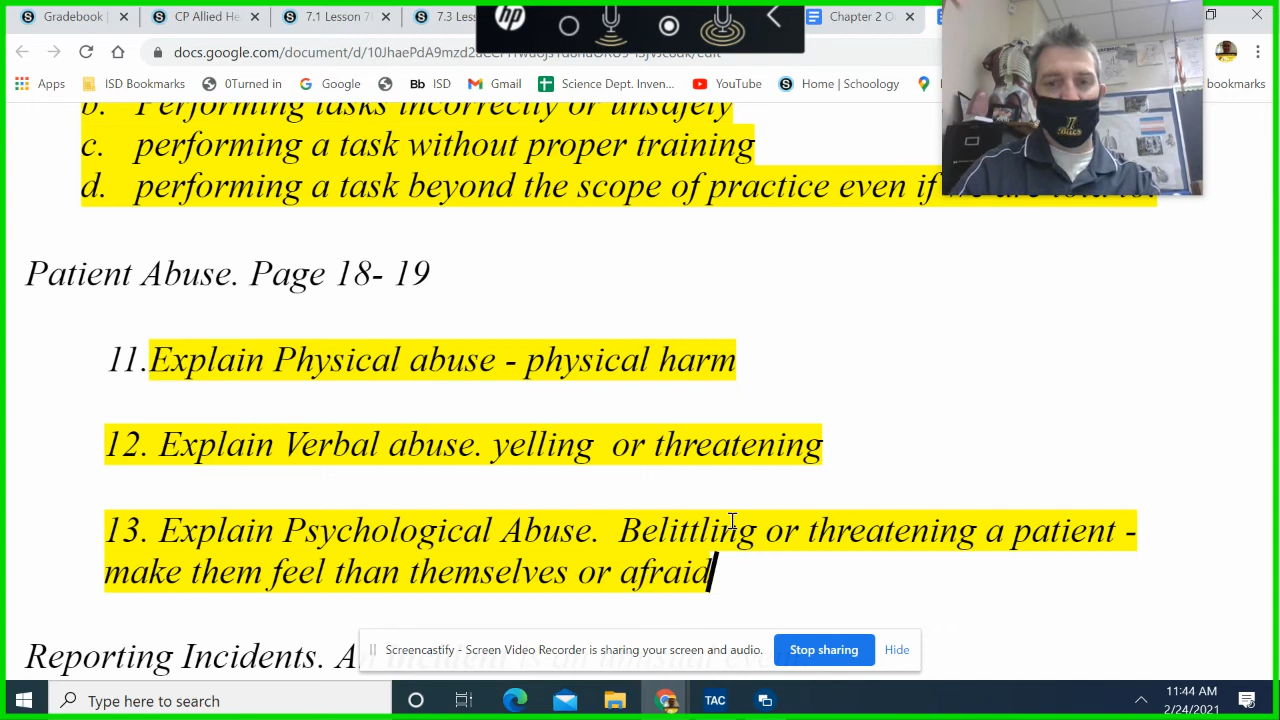 Gradebook
CP Allied He
7.1 Lesson 7
7.3 Less
hp
Chapter 2 O
docs.google.com/document/d/
Apps
ISD Bookmarks
0Turned in
Google
Bb ISD
Gmail
Science Dept. Inven...
YouTube
Home | Schoology
bookmarks
b. Performing tasks incorrectly or unsafely
c. performing a task without proper training
d. performing a task beyond the scope of practice even if
Patient Abuse. Page 18- 19
11.Explain Physical abuse - physical harm
12. Explain Verbal abuse. yelling or threatening
13. Explain Psychological Abuse. Belittling or threatening a patient -
make them feel than themselves or afraid
Reporting Incidents.
Screencastify - Screen Video Recorder is sharing your screen and audio.
Stop sharing
Hide
Type here to search
TAC
11:44 AM
2/24/2021